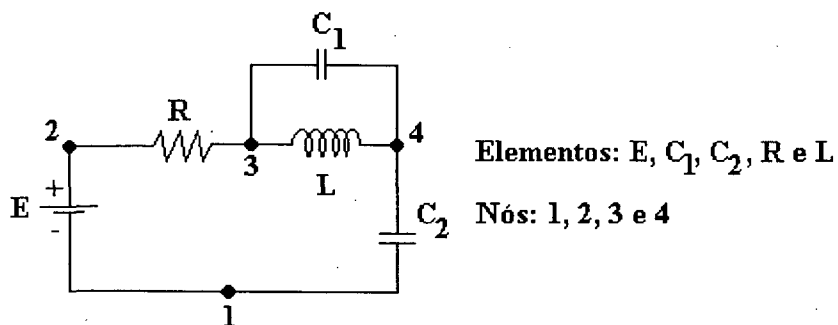 C1
R
2
3
4
L
Elementos: E, C1, C2, R e L
+
E
-
C2
Nós: 1, 2, 3 e 4
1